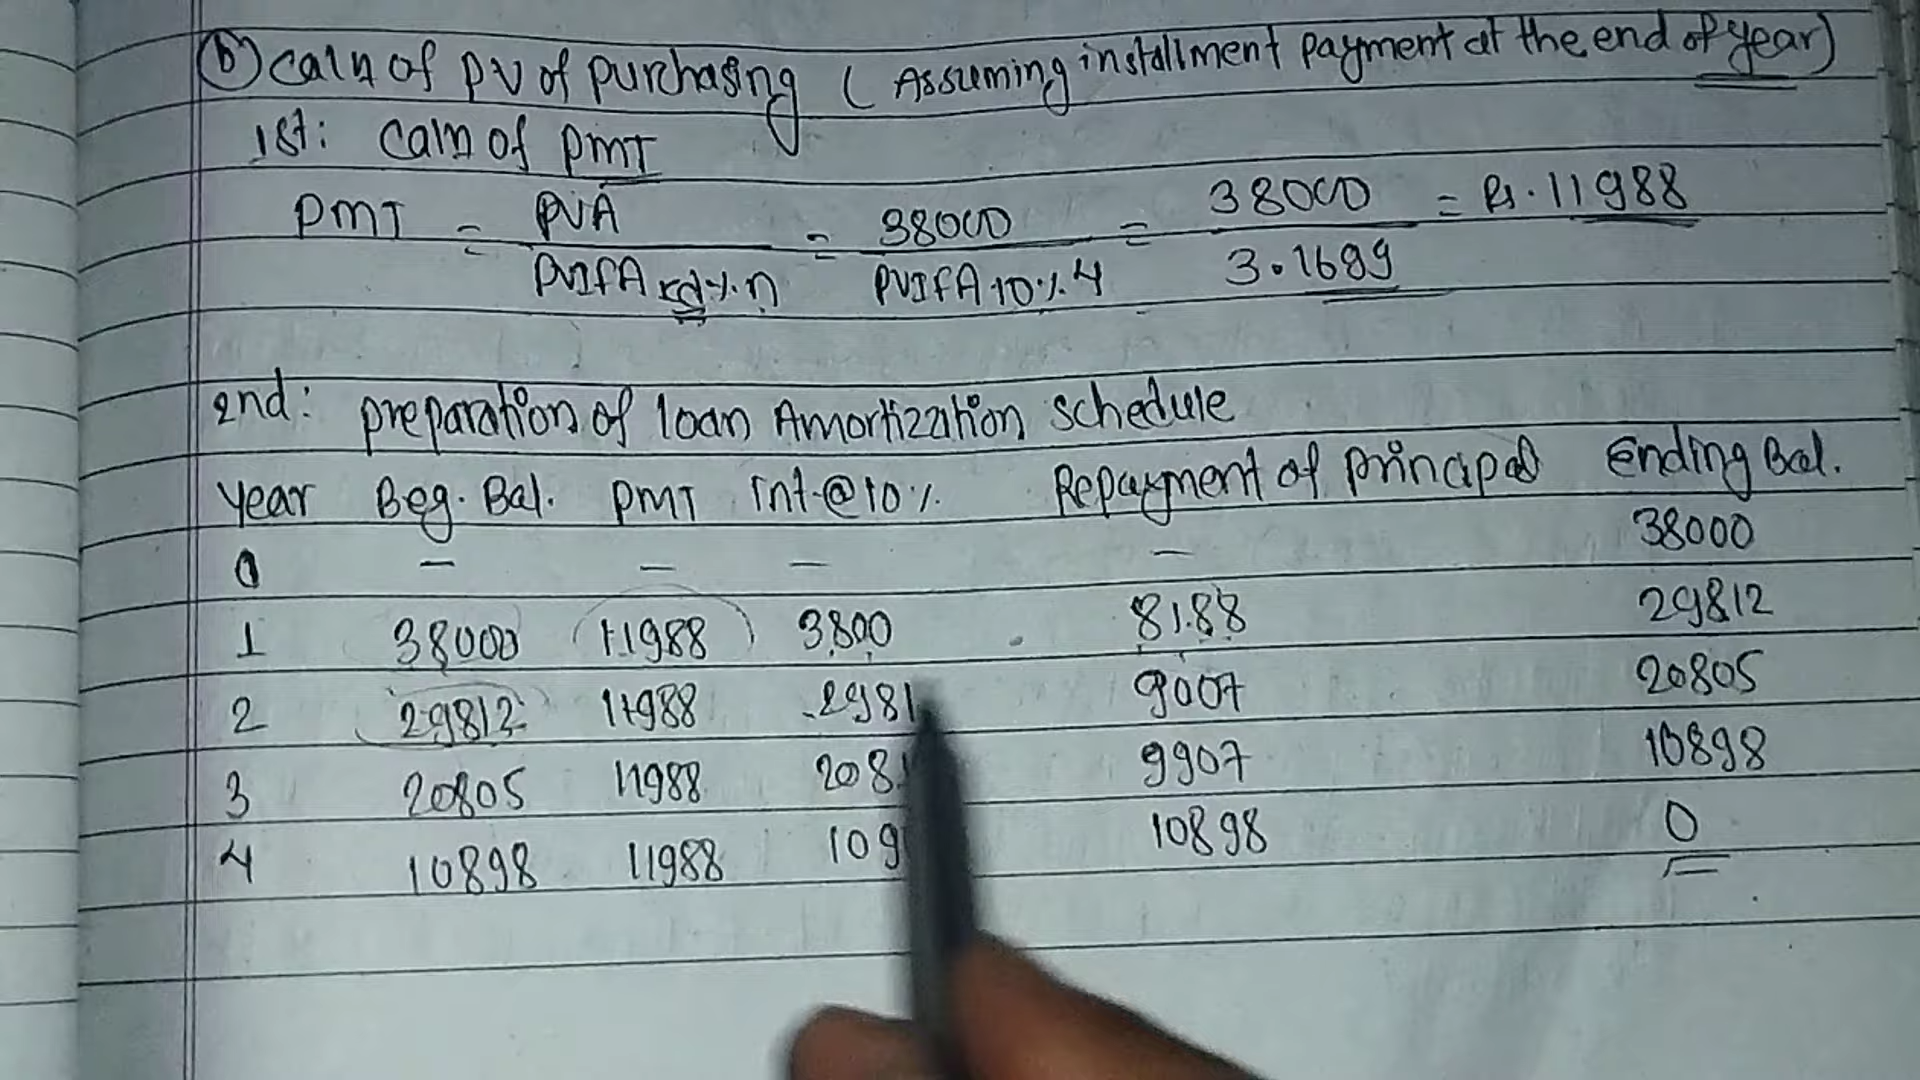 (b) Caln of PV of purchasing (Assuming installment payment at the end of year)
1st: Caln of PMT
PMT = PVA / PVIFA kd%.n = 38000 / PVIFA 10%.4 = 38000 / 3.1699 = Rs.11988
2nd: preparation of loan Amortization schedule
Year Beg. Bal. PMT Int@10% Repayment of principal Ending Bal.
0 — — — — 38000
1 38000 11988 3800 8188 29812
2 29812 11988 2981 9007 20805
3 20805 11988 208 9907 10898
4 10898 11988 109 10898 0